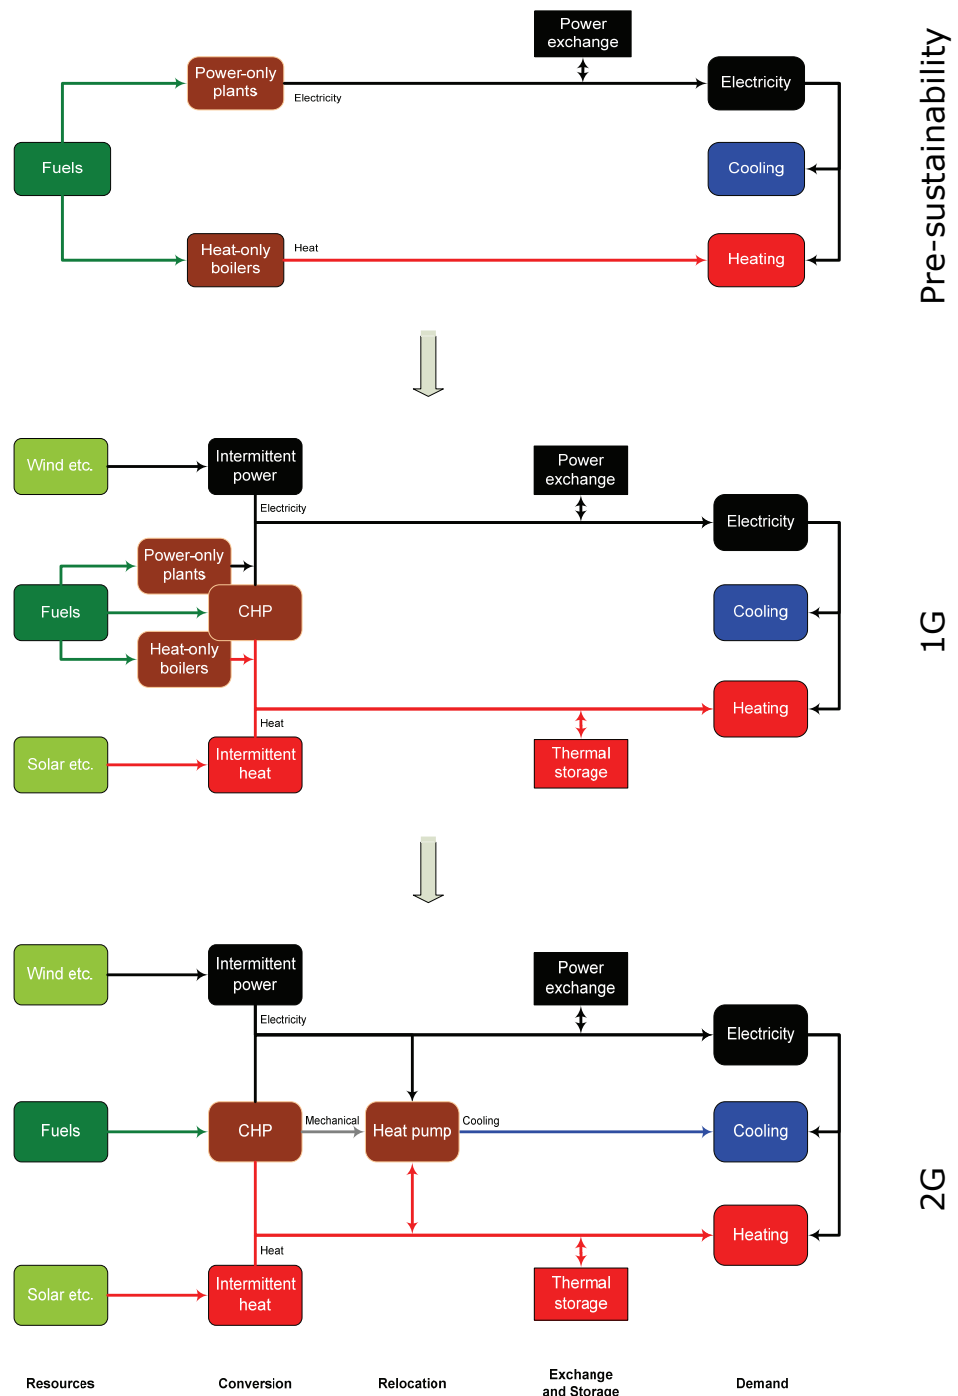 Power
exchange
Power-only
plants
Electricity
Electricity
Fuels
Cooling
Heat-only
boilers
Heat
Heating
Pre-sustainability
Wind etc.
Intermittent
power
Power
exchange
Electricity
Electricity
Power-only
plants
Fuels
CHP
Cooling
Heat-only
boilers
Heating
Heat
Solar etc.
Intermittent
heat
Thermal
storage
1G
Wind etc.
Intermittent
power
Power
exchange
Electricity
Electricity
Fuels
CHP
Mechanical
Heat pump
Cooling
Cooling
Heating
Heat
Solar etc.
Intermittent
heat
Thermal
storage
2G
Resources
Conversion
Relocation
Exchange
and Storage
Demand